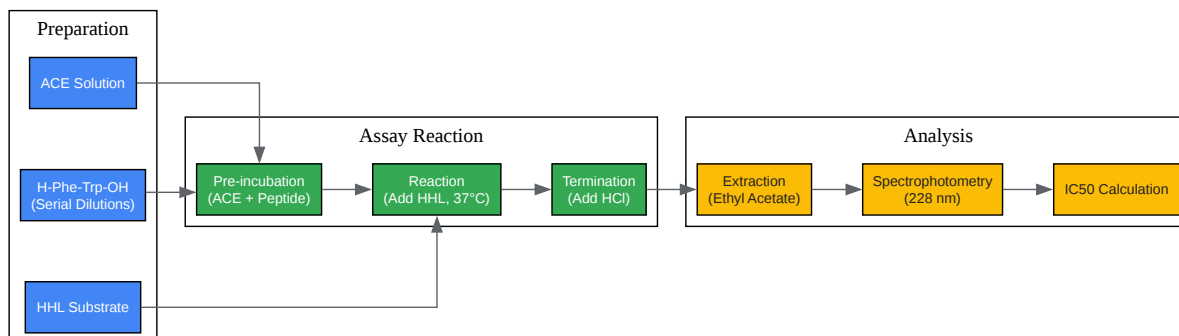 Preparation
ACE Solution
H-Phe-Trp-OH
(Serial Dilutions)
HHL Substrate
Assay Reaction
Pre-incubation
(ACE + Peptide)
Reaction
(Add HHL, 37°C)
Termination
(Add HCl)
Analysis
Extraction
(Ethyl Acetate)
Spectrophotometry
(228 nm)
IC50 Calculation